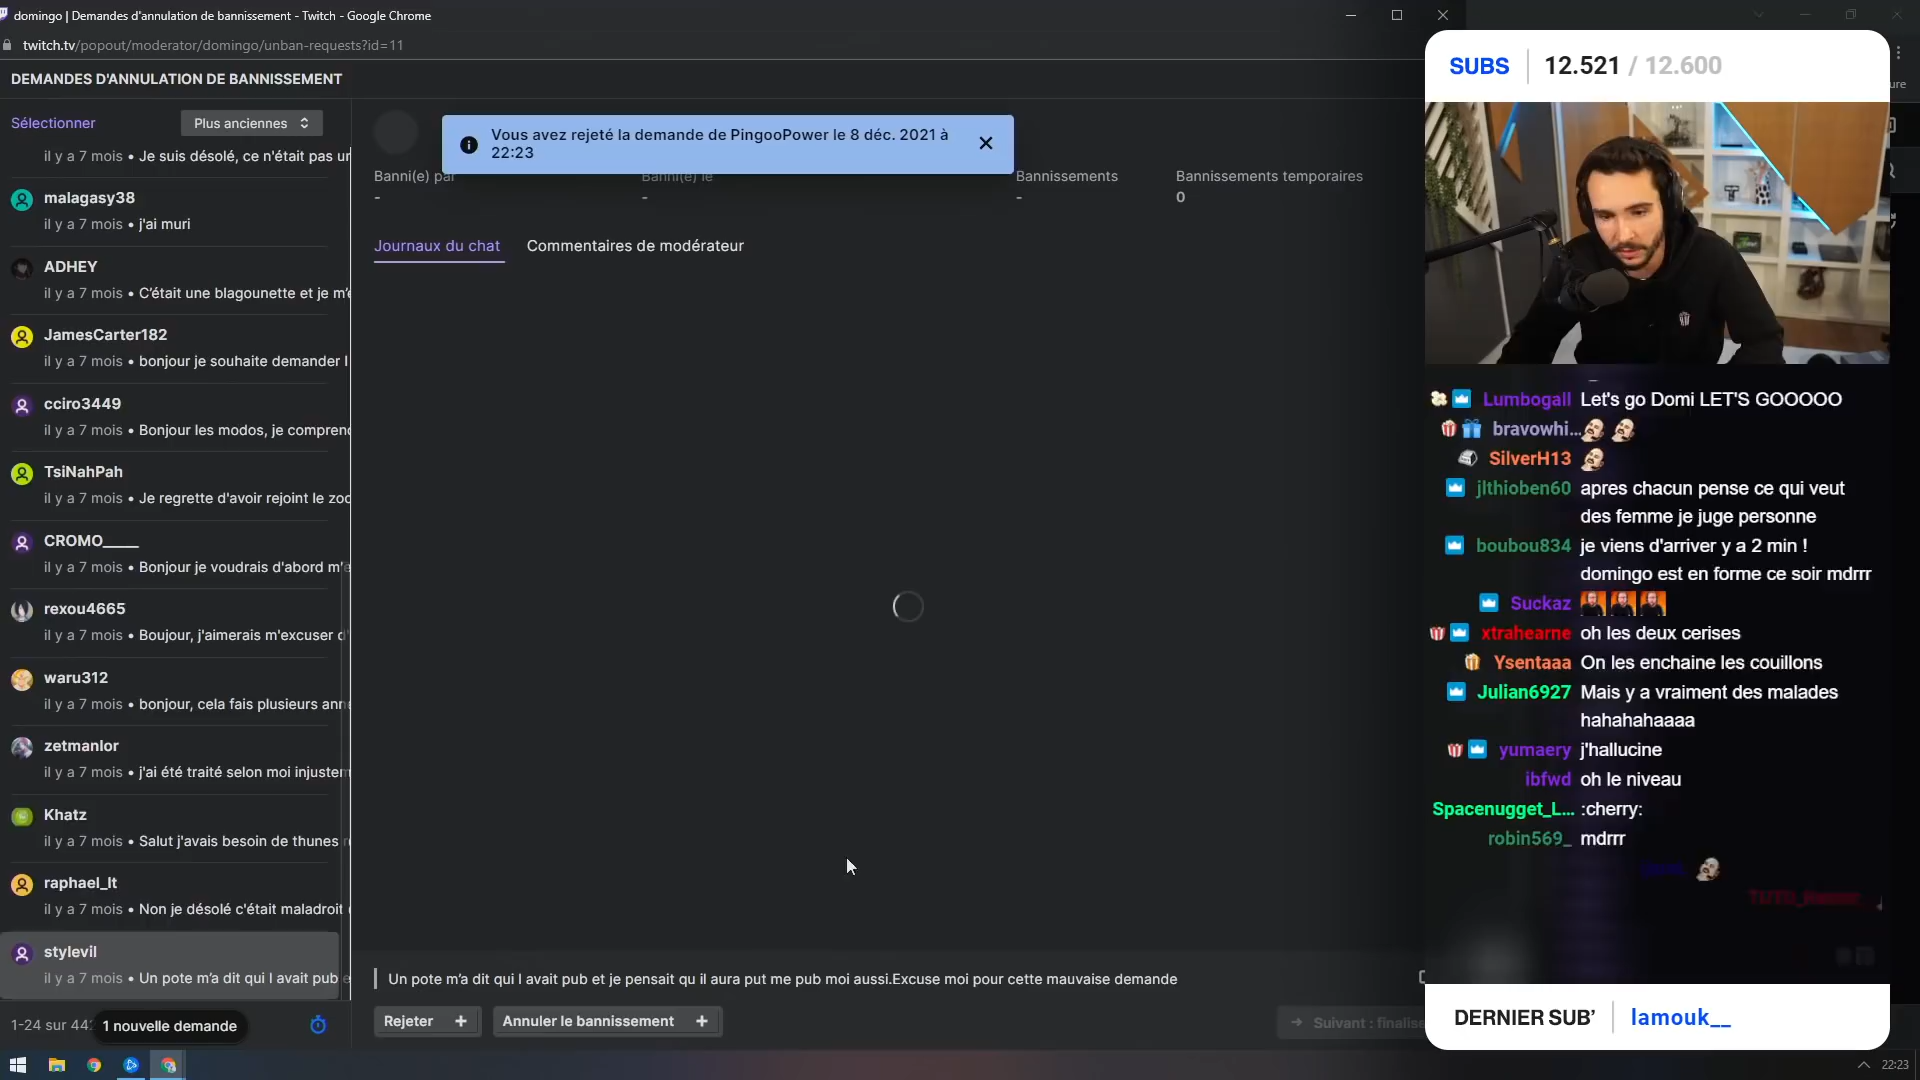 domingo | Demandes d'annulation de bannissement - Twitch - Google Chrome
twitch.tv/popout/moderator/domingo/unban-requests?id=11
DEMANDES D'ANNULATION DE BANNISSEMENT
Sélectionner
Plus anciennes
il y a 7 mois • Je suis désolé, ce n'était pas un
malagasy38
il y a 7 mois • j'ai muri
ADHEY
il y a 7 mois • C'était une blagounette et je m'e
JamesCarter182
il y a 7 mois • bonjour je souhaite demander l
cciro3449
il y a 7 mois • Bonjour les modos, je comprend
TsiNahPah
il y a 7 mois • Je regrette d'avoir rejoint le zoo
CROMO_____
il y a 7 mois • Bonjour je voudrais d'abord m'e
rexou4665
il y a 7 mois • Boujour, j'aimerais m'excuser d'
waru312
il y a 7 mois • bonjour, cela fais plusieurs ann
zetmanlor
il y a 7 mois • j'ai été traité selon moi injustem
Khatz
il y a 7 mois • Salut j'avais besoin de thunes
raphael_lt
il y a 7 mois • Non je désolé c'était maladroit
stylevil
il y a 7 mois • Un pote m'a dit qui l avait pub e
1-24 sur 44
1 nouvelle demande
Vous avez rejeté la demande de PingooPower le 8 déc. 2021 à
22:23
Banni(e) par
-
Banni(e) le
-
Bannissements
-
Bannissements temporaires
0
Journaux du chat
Commentaires de modérateur
Un pote m'a dit qui l avait pub et je pensait qu il aura put me pub moi aussi.Excuse moi pour cette mauvaise demande
Rejeter +
Annuler le bannissement +
Suivant : finalise
ure
SUBS 12.521 / 12.600
Lumbogall Let's go Domi LET'S GOOOOO
bravowhi...
SilverH13
jlthioben60 apres chacun pense ce qui veut
des femme je juge personne
boubou834 je viens d'arriver y a 2 min !
domingo est en forme ce soir mdrrr
Suckaz
xtrahearne oh les deux cerises
Ysentaaa On les enchaine les couillons
Julian6927 Mais y a vraiment des malades
hahahahaaaa
yumaery j'hallucine
ibfwd oh le niveau
Spacenugget_L... :cherry:
robin569_ mdrrr
DERNIER SUB' lamouk__
22:23